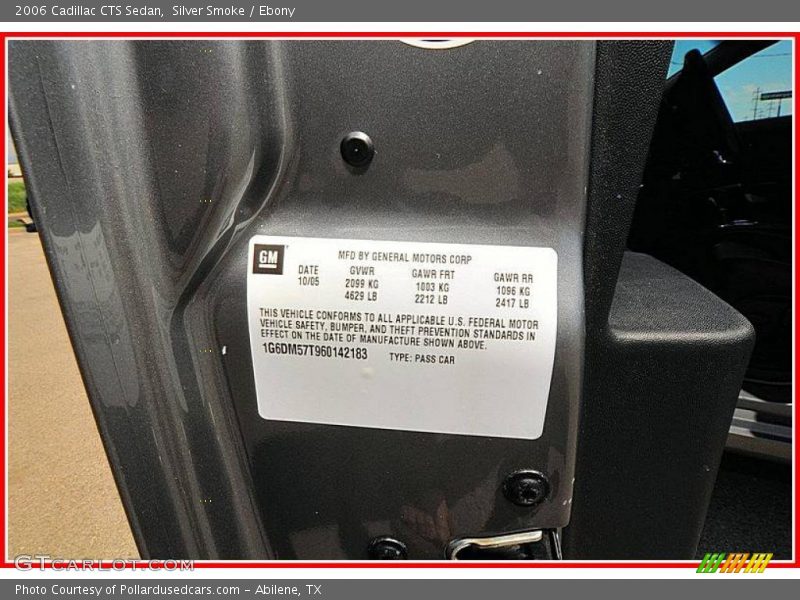 2006 Cadillac CTS Sedan,  Silver Smoke / Ebony
GM
MFD BY GENERAL MOTORS CORP
DATE GVWR GAWR FRT GAWR RR
10/05 2099 KG 1003 KG 1096 KG
4629 LB 2212 LB 2417 LB
THIS VEHICLE CONFORMS TO ALL APPLICABLE U.S. FEDERAL MOTOR
VEHICLE SAFETY, BUMPER, AND THEFT PREVENTION STANDARDS IN
EFFECT ON THE DATE OF MANUFACTURE SHOWN ABOVE.
1G6DM57T960142183 TYPE: PASS CAR
GTCARLOT.COM
Photo Courtesy of Pollardusedcars.com – Abilene, TX